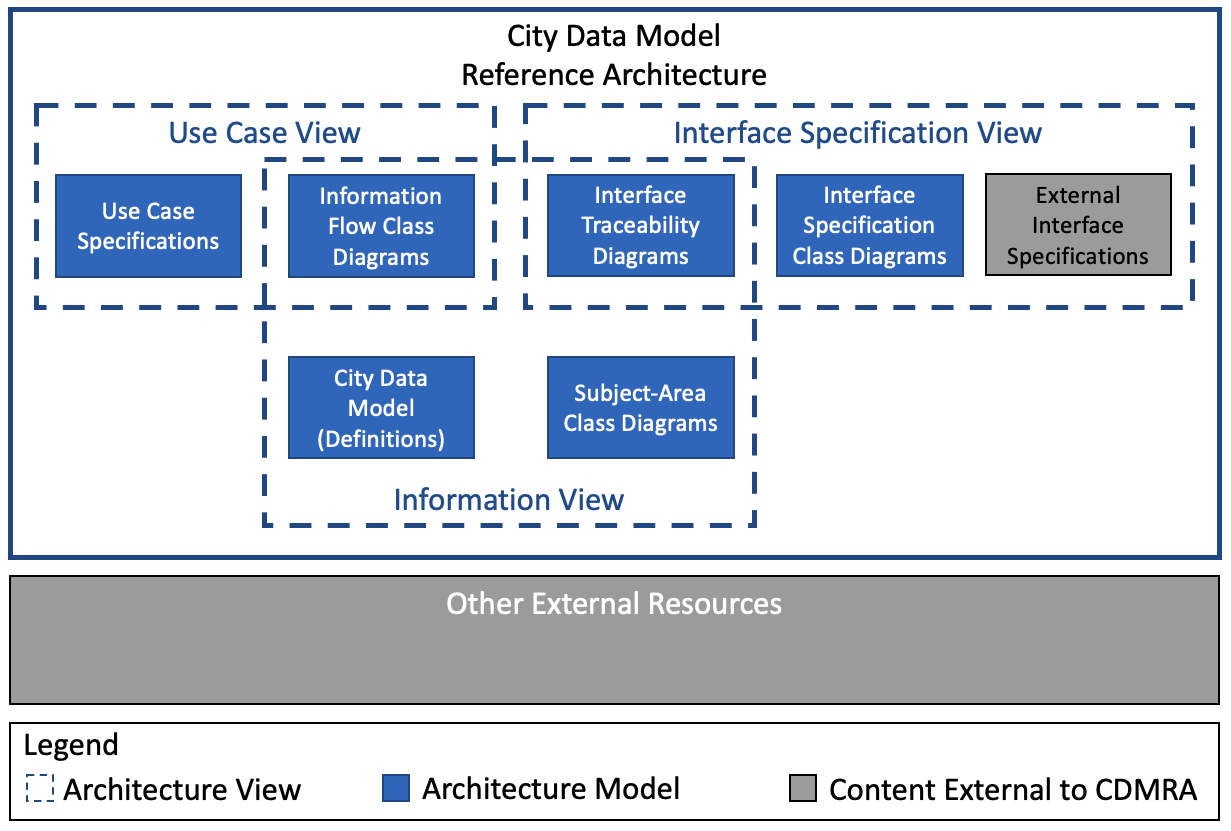 City Data Model
Reference Architecture
Use Case View
Interface Specification View
Use Case
Specifications
Information
Flow Class
Diagrams
Interface
Traceability
Diagrams
Interface
Specification
Class Diagrams
External
Interface
Specifications
City Data
Model
(Definitions)
Subject-Area
Class Diagrams
Information View
Other External Resources
Legend
Architecture View
Architecture Model
Content External to CDMRA